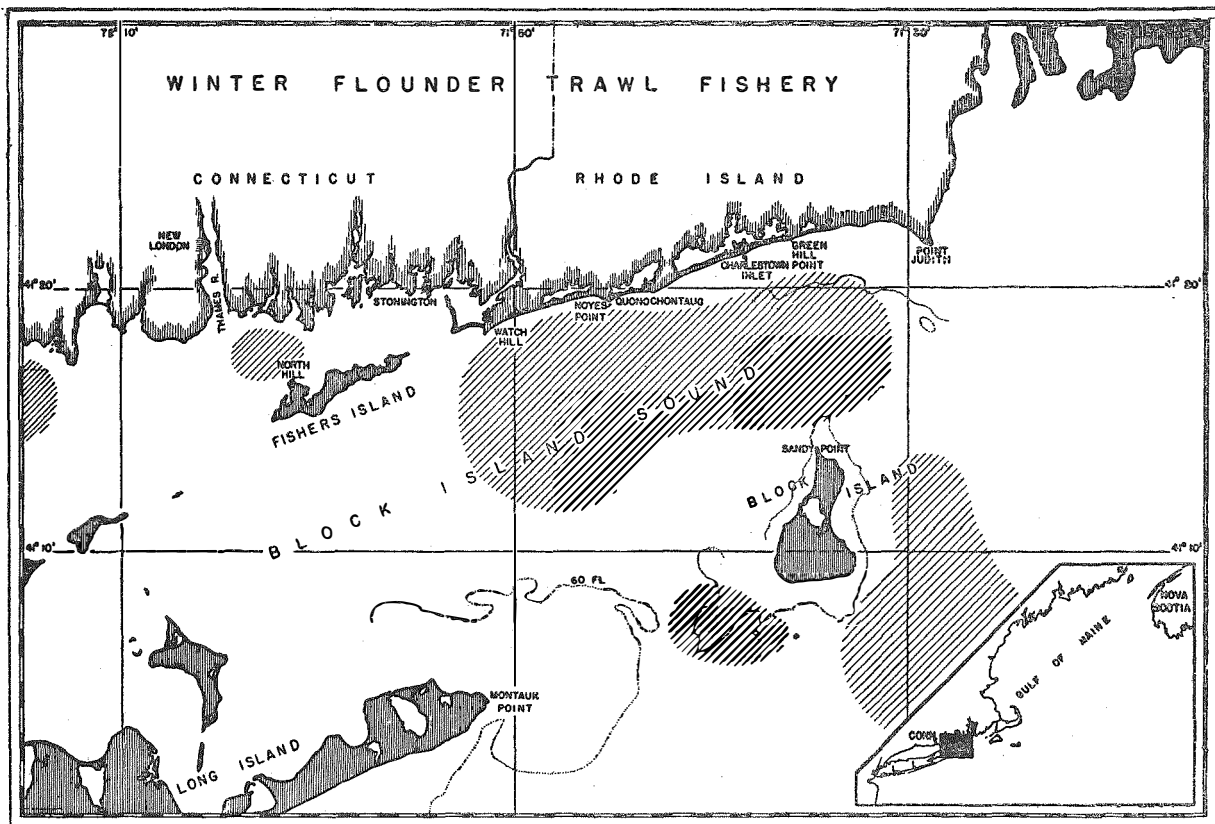 72° 10'
71° 50'
71° 30'
WINTER FLOUNDER TRAWL FISHERY
CONNECTICUT
RHODE ISLAND
NEW
LONDON
THAMES R.
STONINGTON
WATCH
HILL
NOYES
POINT
QUONOCHONTAUG
CHARLESTOWN
INLET
GREEN
HILL
POINT
POINT
JUDITH
41° 20'
41° 20'
NORTH
HILL
FISHERS ISLAND
BLOCK ISLAND SOUND
SANDY POINT
BLOCK ISLAND
41° 10'
41° 10'
60 FT.
MONTAUK
POINT
LONG ISLAND
NOVA
SCOTIA
GULF OF MAINE
CONN.